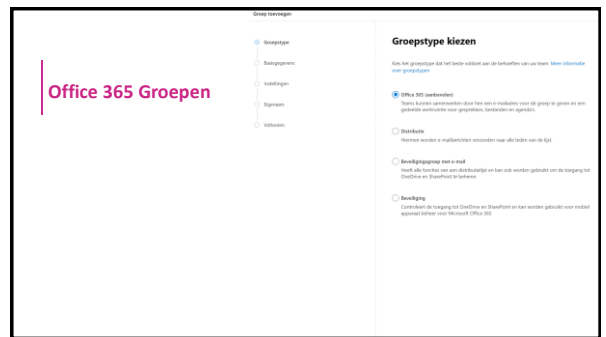 Groep toevoegen
Groepstype
Basisgegevens
Instellingen
Eigenaars
Voltooien
Office 365 Groepen
Groepstype kiezen
Kies het groepstype dat het beste voldoet aan de behoeften van uw team. Meer informatie
over groepstypen
Office 365 (aanbevolen)
Teams kunnen samenwerken door hen een e-mailadres voor de groep te geven en een
gedeelde werkruimte voor gesprekken, bestanden en agenda's.
Distributie
Hiermee worden e-mailberichten verzonden naar alle leden van de lijst.
Beveiligingsgroep met e-mail
Heeft alle functies van een distributielijst en kan ook worden gebruikt om de toegang tot
OneDrive en SharePoint te beheren.
Beveiliging
Controleert de toegang tot OneDrive en SharePoint en kan worden gebruikt voor mobiel
apparaat beheer voor Microsoft Office 365